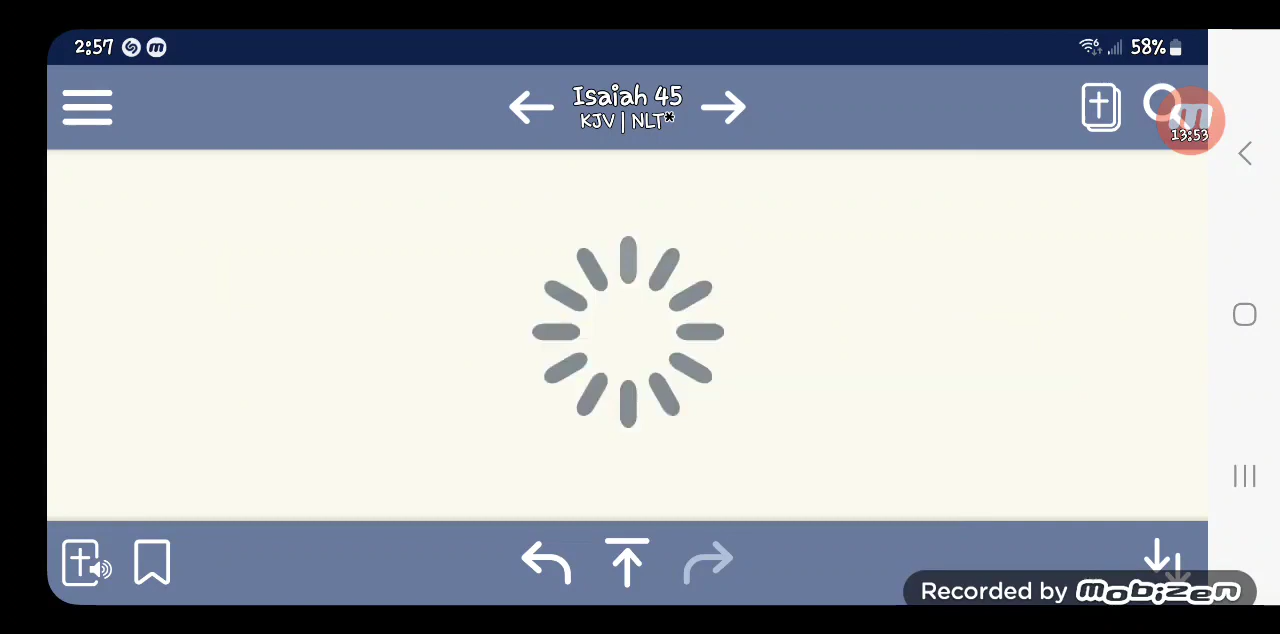 2:57
58%
Isaiah 45
KJV | NLT*
13:53
Recorded by mobizen